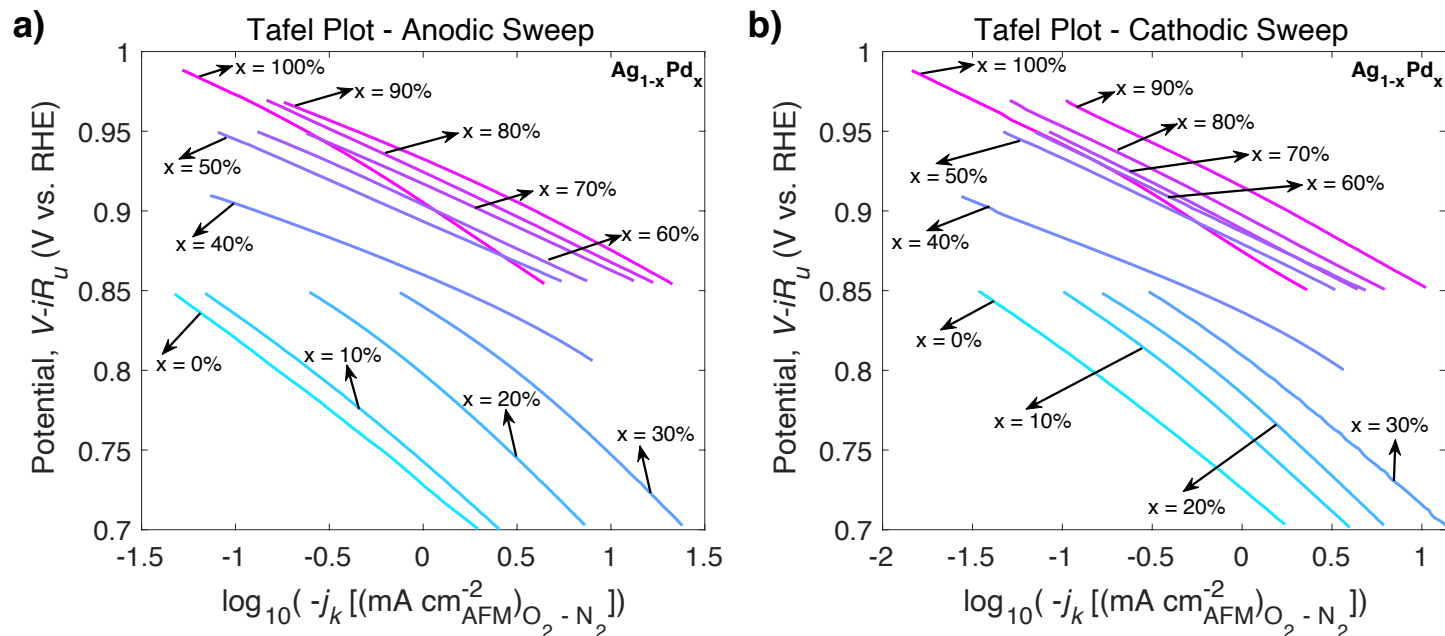 a)
Tafel Plot - Anodic Sweep
Ag1-xPdx
x = 100%
x = 90%
x = 80%
x = 50%
x = 70%
x = 60%
x = 40%
x = 0%
x = 10%
x = 20%
x = 30%
1
0.95
0.9
0.85
0.8
0.75
0.7
Potential, V-iRu (V vs. RHE)
-1.5 -1 -0.5 0 0.5 1 1.5
log10( -jk [(mA cm-2AFM)O2 - N2])
b)
Tafel Plot - Cathodic Sweep
Ag1-xPdx
x = 100%
x = 90%
x = 80%
x = 70%
x = 50%
x = 60%
x = 40%
x = 0%
x = 10%
x = 30%
x = 20%
1
0.95
0.9
0.85
0.8
0.75
0.7
Potential, V-iRu (V vs. RHE)
-2 -1.5 -1 -0.5 0 0.5 1
log10( -jk [(mA cm-2AFM)O2 - N2])